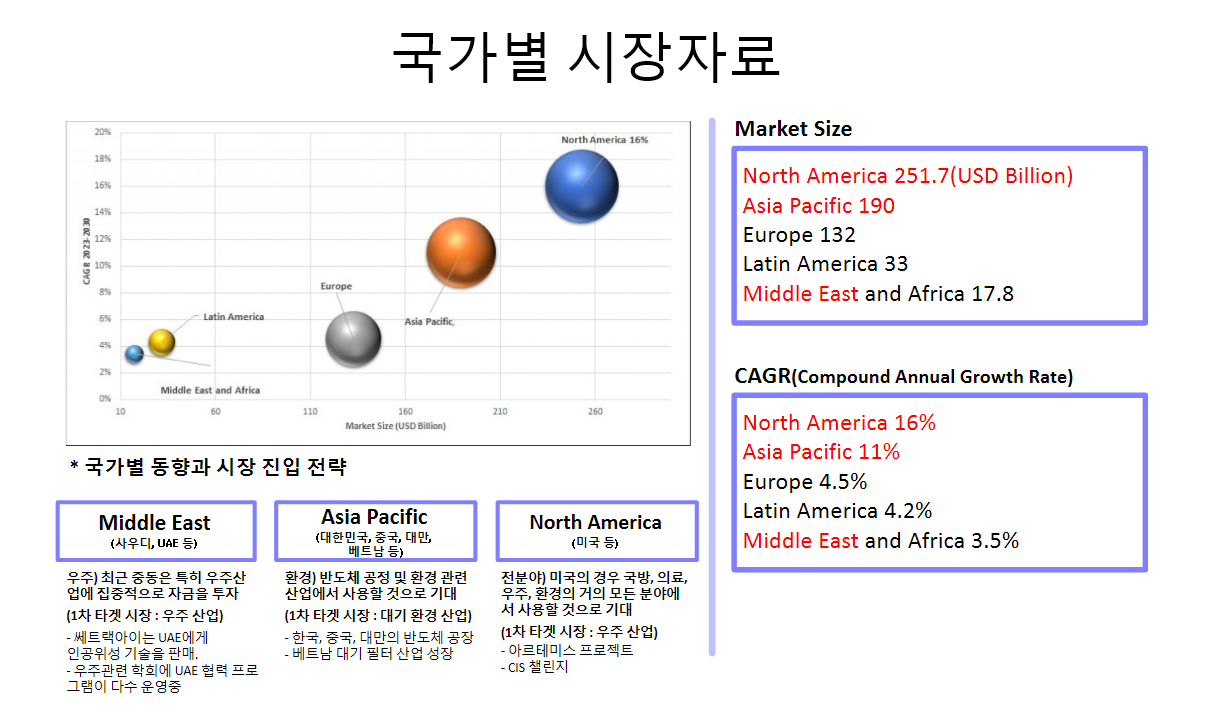 국가별 시장자료
20%
18%
16%
14%
12%
10%
8%
6%
4%
2%
0%
CAGR 2023-2030
North America 16%
Europe
Asia Pacific,
Latin America
Middle East and Africa
10 60 110 160 210 260
Market Size (USD Billion)
* 국가별 동향과 시장 진입 전략
Middle East
(사우디, UAE 등)
우주) 최근 중동은 특히 우주산
업에 집중적으로 자금을 투자
(1차 타겟 시장 : 우주 산업)
- 쎄트랙아이는 UAE에게
인공위성 기술을 판매.
- 우주관련 학회에 UAE 협력 프로
그램이 다수 운영중
Asia Pacific
(대한민국, 중국, 대만,
베트남 등)
환경) 반도체 공정 및 환경 관련
산업에서 사용할 것으로 기대
(1차 타겟 시장 : 대기 환경 산업)
- 한국, 중국, 대만의 반도체 공장
- 베트남 대기 필터 산업 성장
North America
(미국 등)
전분야) 미국의 경우 국방, 의료,
우주, 환경의 거의 모든 분야에
서 사용할 것으로 기대
(1차 타겟 시장 : 우주 산업)
- 아르테미스 프로젝트
- CIS 챌린지
Market Size
North America 251.7(USD Billion)
Asia Pacific 190
Europe 132
Latin America 33
Middle East and Africa 17.8
CAGR(Compound Annual Growth Rate)
North America 16%
Asia Pacific 11%
Europe 4.5%
Latin America 4.2%
Middle East and Africa 3.5%